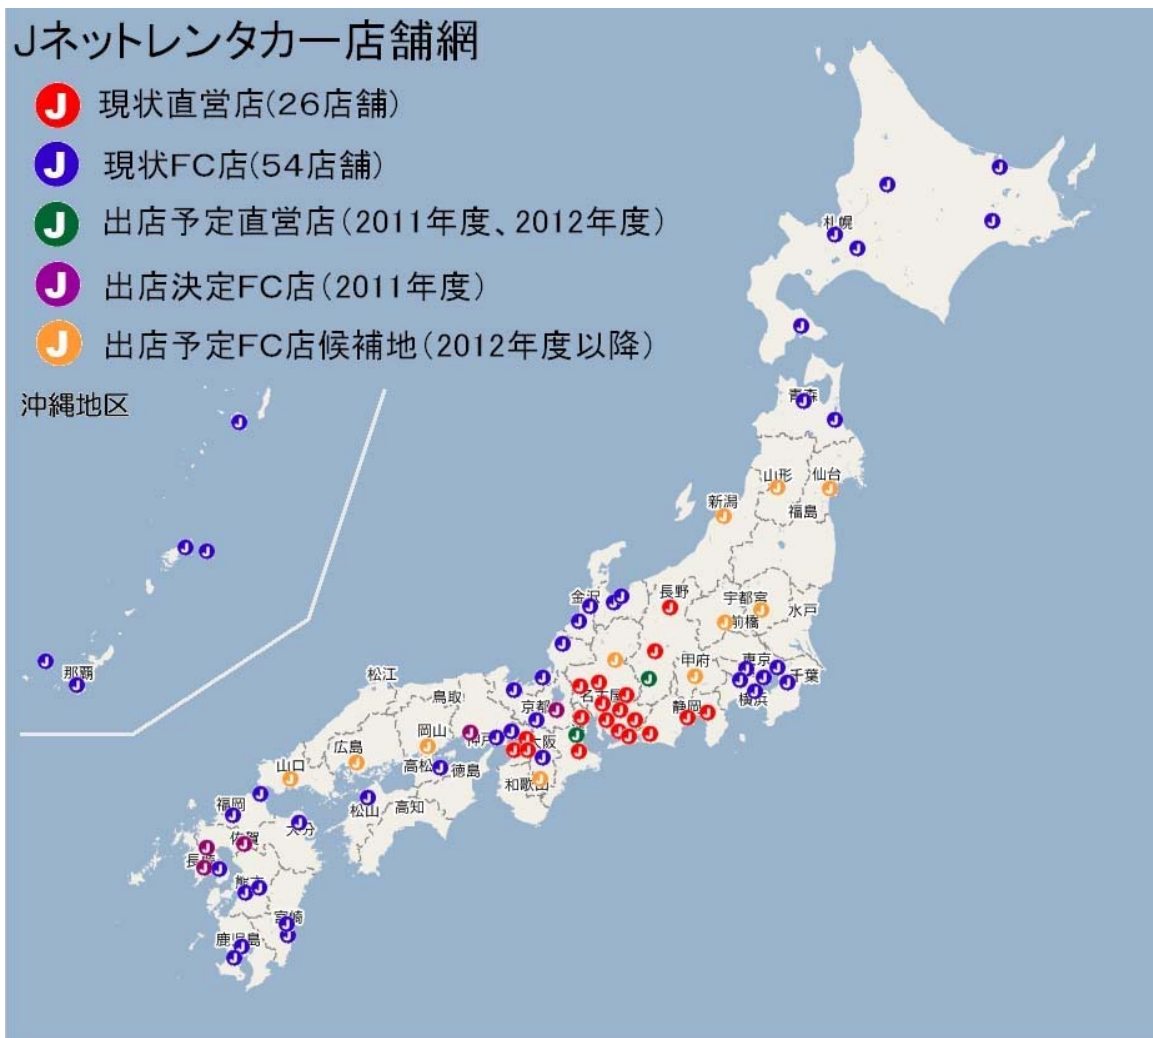 Jネットレンタカー店舗網
J 現状直営店(26店舗)
J 現状FC店(54店舗)
J 出店予定直営店(2011年度、2012年度)
J 出店決定FC店(2011年度)
J 出店予定FC店候補地(2012年度以降)
沖縄地区
札幌
青森
山形
仙台
新潟
福島
金沢
長野
宇都宮
水戸
前橋
那覇
松江
甲府
東京
千葉
鳥取
名古屋
京都
静岡
横浜
岡山
神戸
大阪
広島
山口
高松
徳島
和歌山
福岡
松山
高知
大分
佐賀
長崎
熊本
宮崎
鹿児島